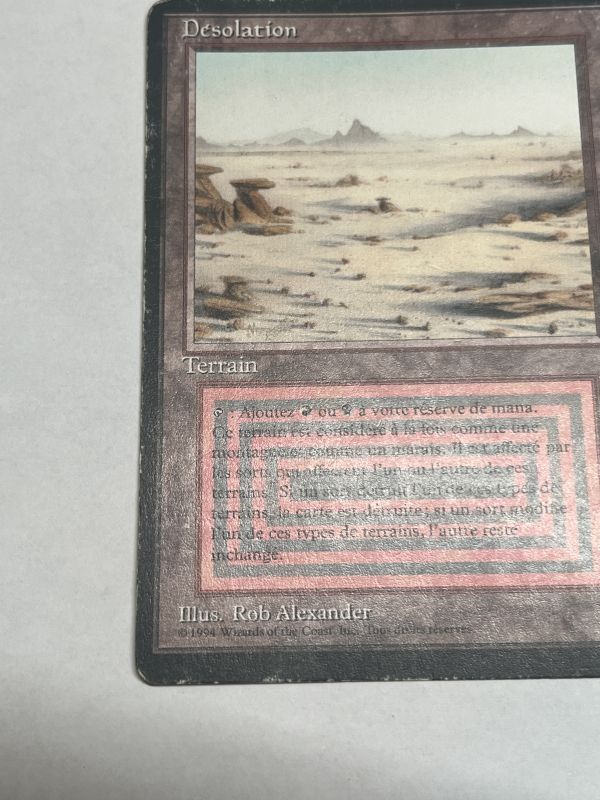 Désolation
Terrain
: Ajoutez ou à votre réserve de mana.
Ce terrain est considéré à la fois comme une
montagne et comme un marais. Il est affecté par
les sorts qui affectent l'un ou l'autre de ces
terrains. Si un sort détruit l'un de ces types de
terrains, la carte est détruite; si un sort modifie
l'un de ces types de terrains, l'autre reste
inchangé.
Illus. Rob Alexander
© 1994 Wizards of the Coast, Inc. Tous droits réservés.